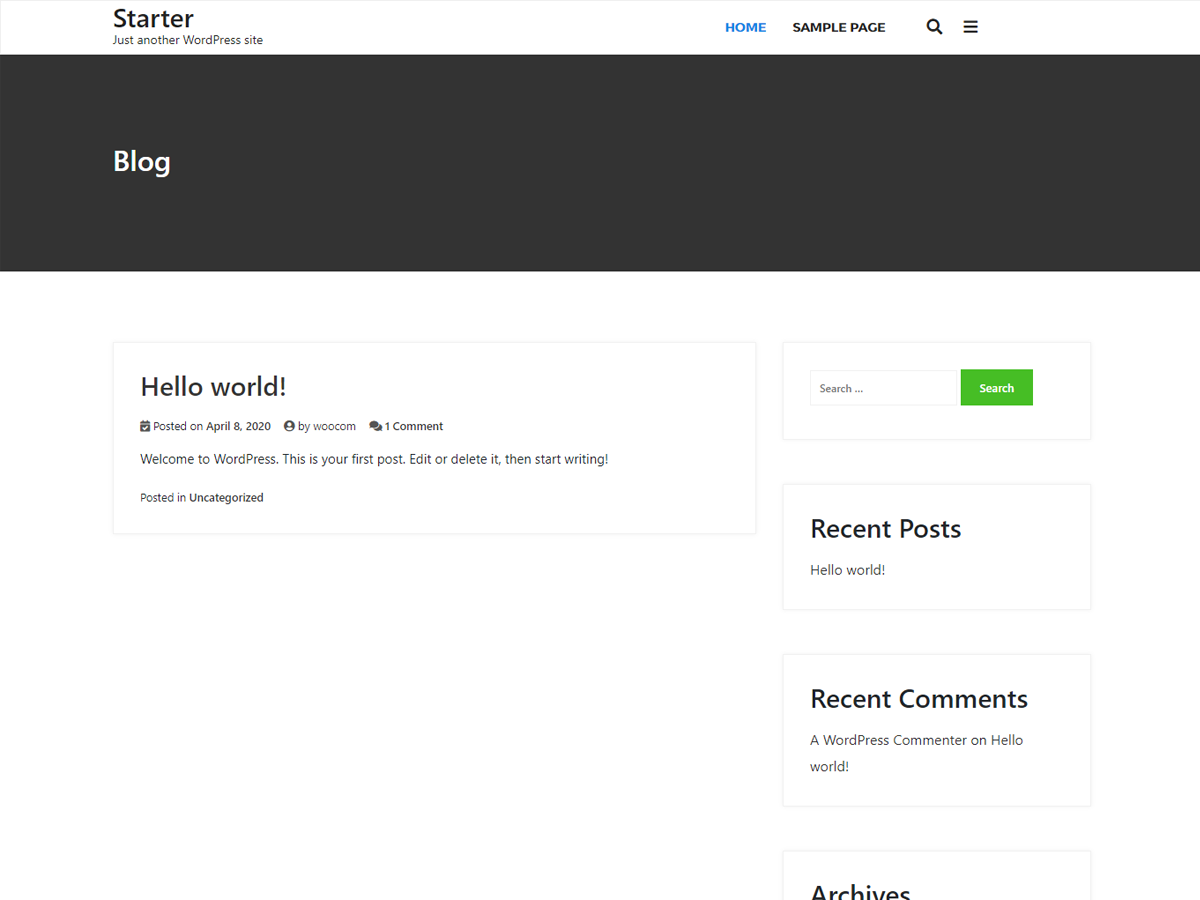 Starter
Just another WordPress site
HOME SAMPLE PAGE
Blog
Hello world!
Posted on April 8, 2020 by woocom 1 Comment
Welcome to WordPress. This is your first post. Edit or delete it, then start writing!
Posted in Uncategorized
Search ... Search
Recent Posts
Hello world!
Recent Comments
A WordPress Commenter on Hello
world!
Archives